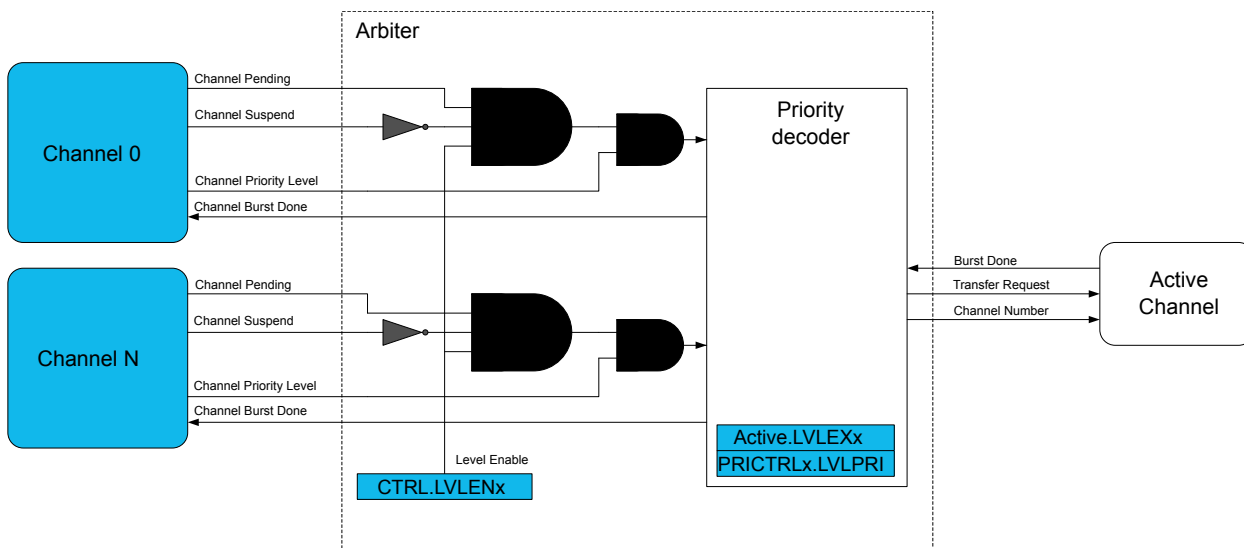 Arbiter
Channel 0
Channel Pending
Channel Suspend
Channel Priority Level
Channel Burst Done
Priority
decoder
Burst Done
Transfer Request
Channel Number
Active
Channel
Channel N
Channel Pending
Channel Suspend
Channel Priority Level
Channel Burst Done
Level Enable
CTRL.LVLENx
Active.LVLEXx
PRICTRLx.LVLPRI